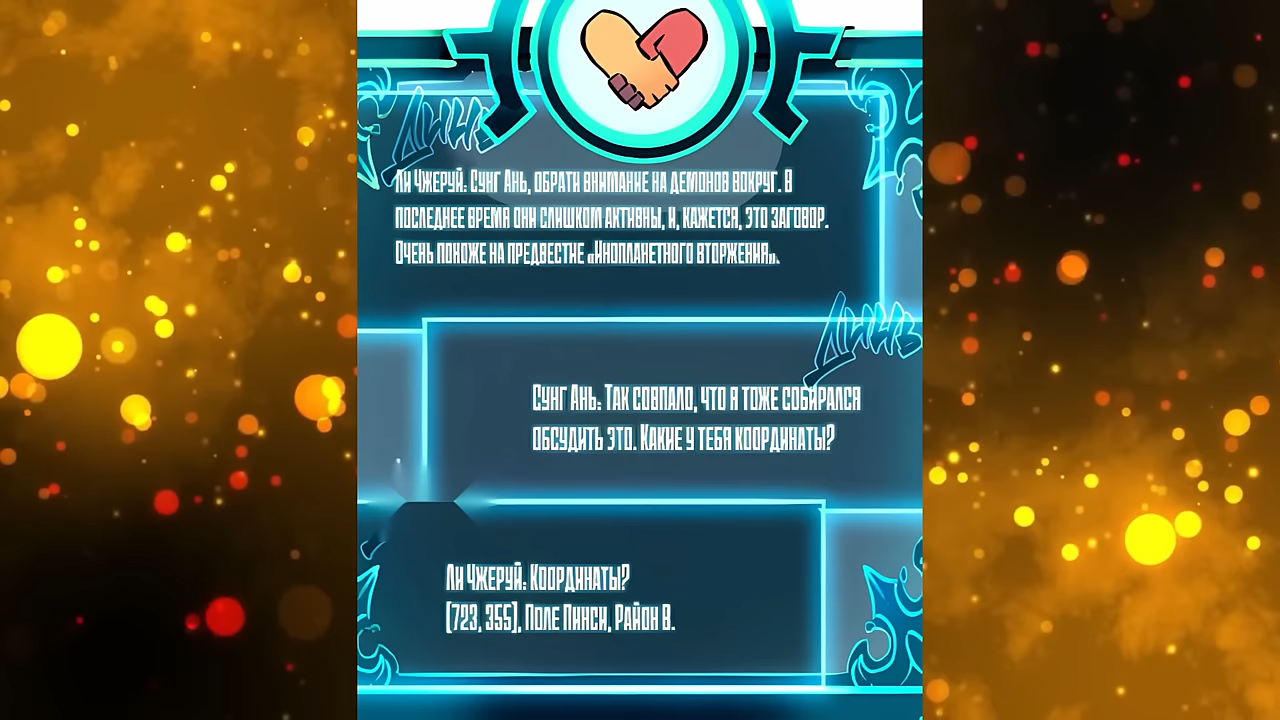 Дзынь
Ли Чжеруй: Сунг Ань, обрати внимание на демонов вокруг. В
последнее время они слишком активны, и, кажется, это заговор.
Очень похоже на предвестие «Инопланетного вторжения».
Дзынь
Сунг Ань: Так совпало, что я тоже собирался
обсудить это. Какие у тебя координаты?
Ли Чжеруй: Координаты?
(723, 355), Поле Пинси, Район В.